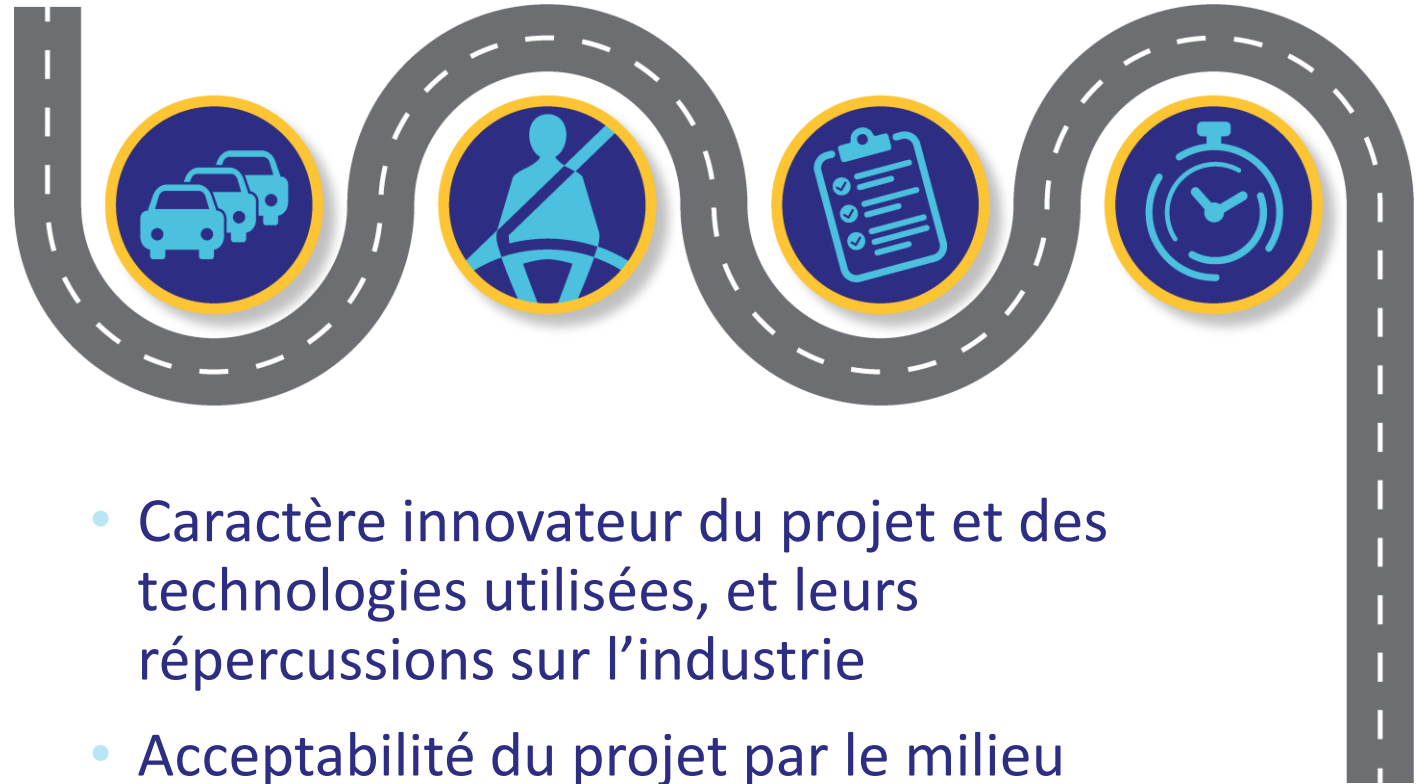 • Caractère innovateur du projet et des
technologies utilisées, et leurs
répercussions sur l’industrie
• Acceptabilité du projet par le milieu